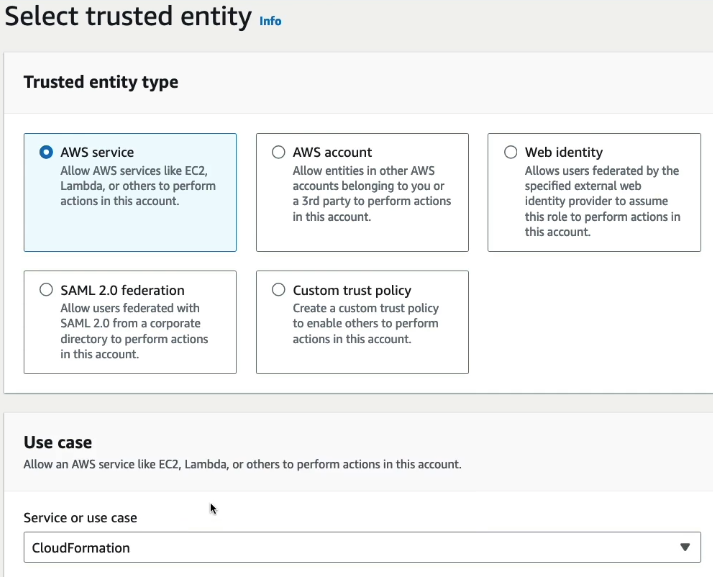 Select trusted entity Info
Trusted entity type
AWS service
Allow AWS services like EC2,
Lambda, or others to perform
actions in this account.
AWS account
Allow entities in other AWS
accounts belonging to you or
a 3rd party to perform actions
in this account.
Web identity
Allows users federated by the
specified external web
identity provider to assume
this role to perform actions in
this account.
SAML 2.0 federation
Allow users federated with
SAML 2.0 from a corporate
directory to perform actions
in this account.
Custom trust policy
Create a custom trust policy
to enable others to perform
actions in this account.
Use case
Allow an AWS service like EC2, Lambda, or others to perform actions in this account.
Service or use case
CloudFormation